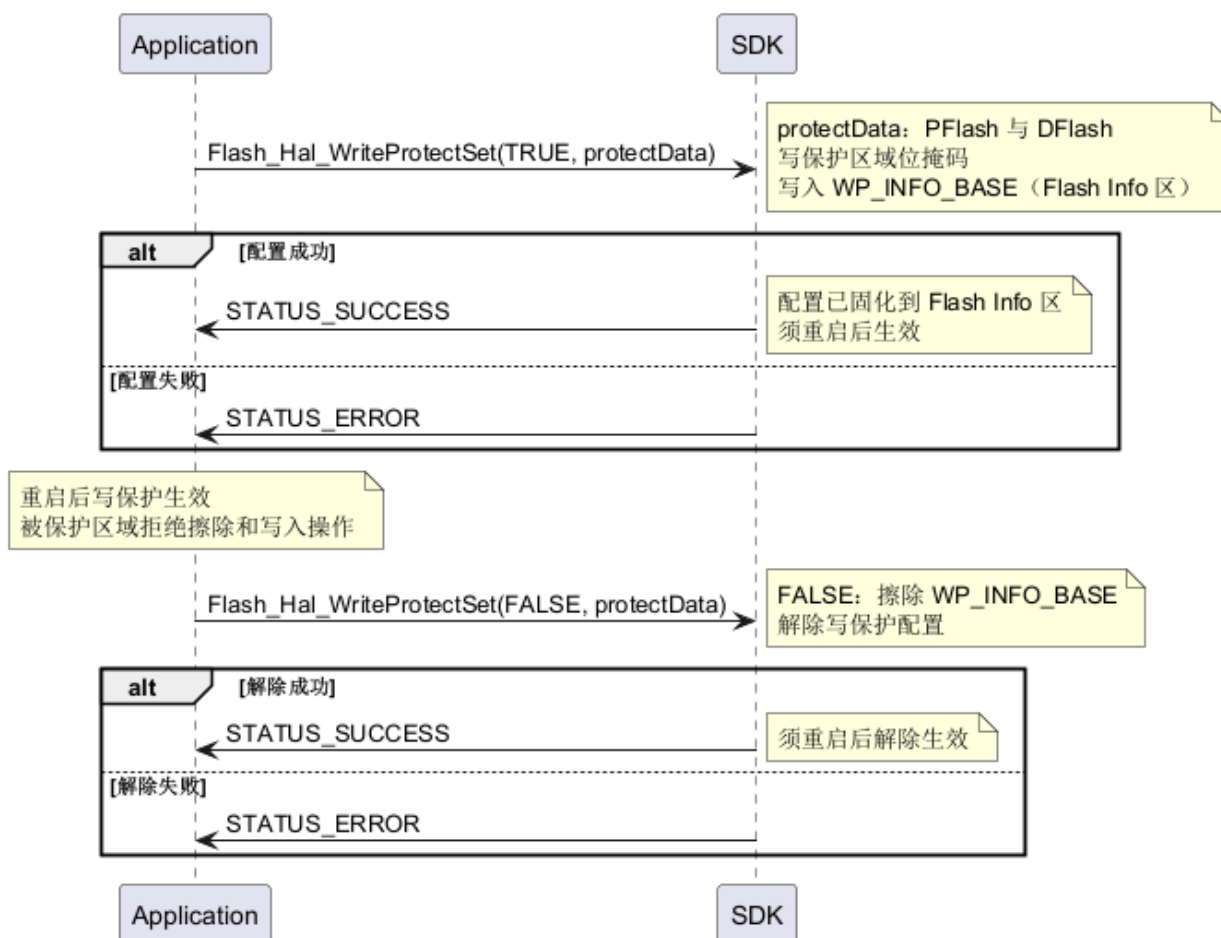 Application
SDK
Flash_Hal_WriteProtectSet(TRUE, protectData)
protectData：PFlash 与 DFlash
写保护区域位掩码
写入 WP_INFO_BASE（Flash Info 区）
alt
[配置成功]
STATUS_SUCCESS
配置已固化到 Flash Info 区
须重启后生效
[配置失败]
STATUS_ERROR
重启后写保护生效
被保护区域拒绝擦除和写入操作
Flash_Hal_WriteProtectSet(FALSE, protectData)
FALSE：擦除 WP_INFO_BASE
解除写保护配置
alt
[解除成功]
STATUS_SUCCESS
须重启后解除生效
[解除失败]
STATUS_ERROR
Application
SDK